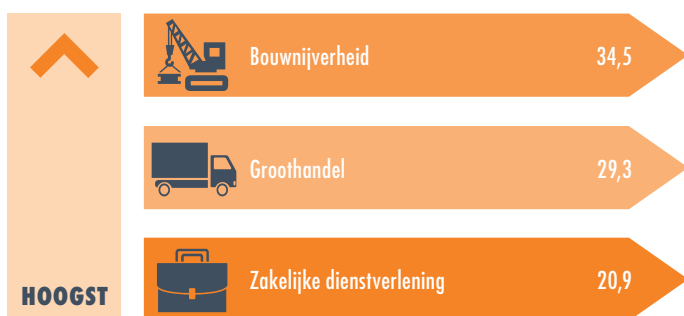 Bouwnijverheid 34,5
Groothandel 29,3
Zakelijke dienstverlening 20,9
HOOGST